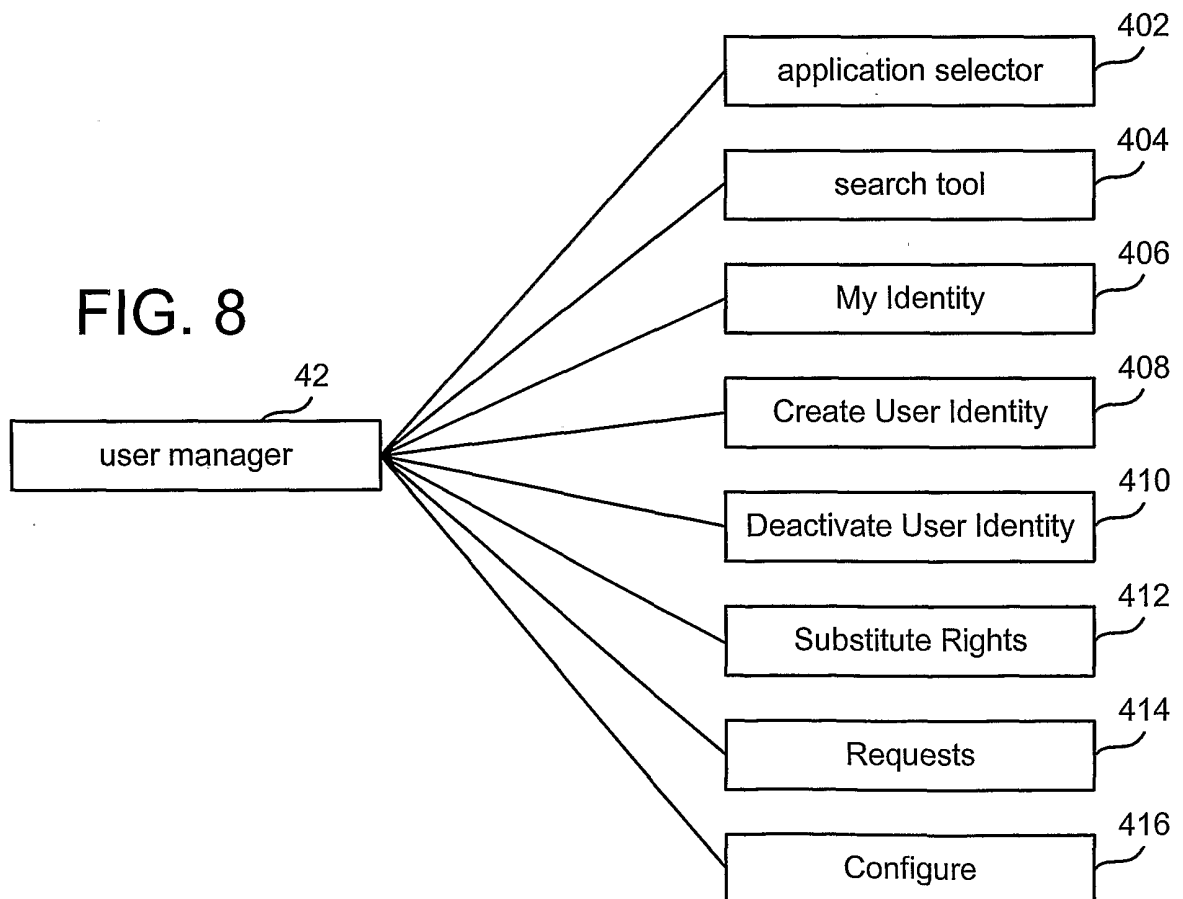 402
application selector
404
search tool
406
My Identity
FIG. 8
408
Create User Identity
42
user manager
410
Deactivate User Identity
412
Substitute Rights
414
Requests
416
Configure